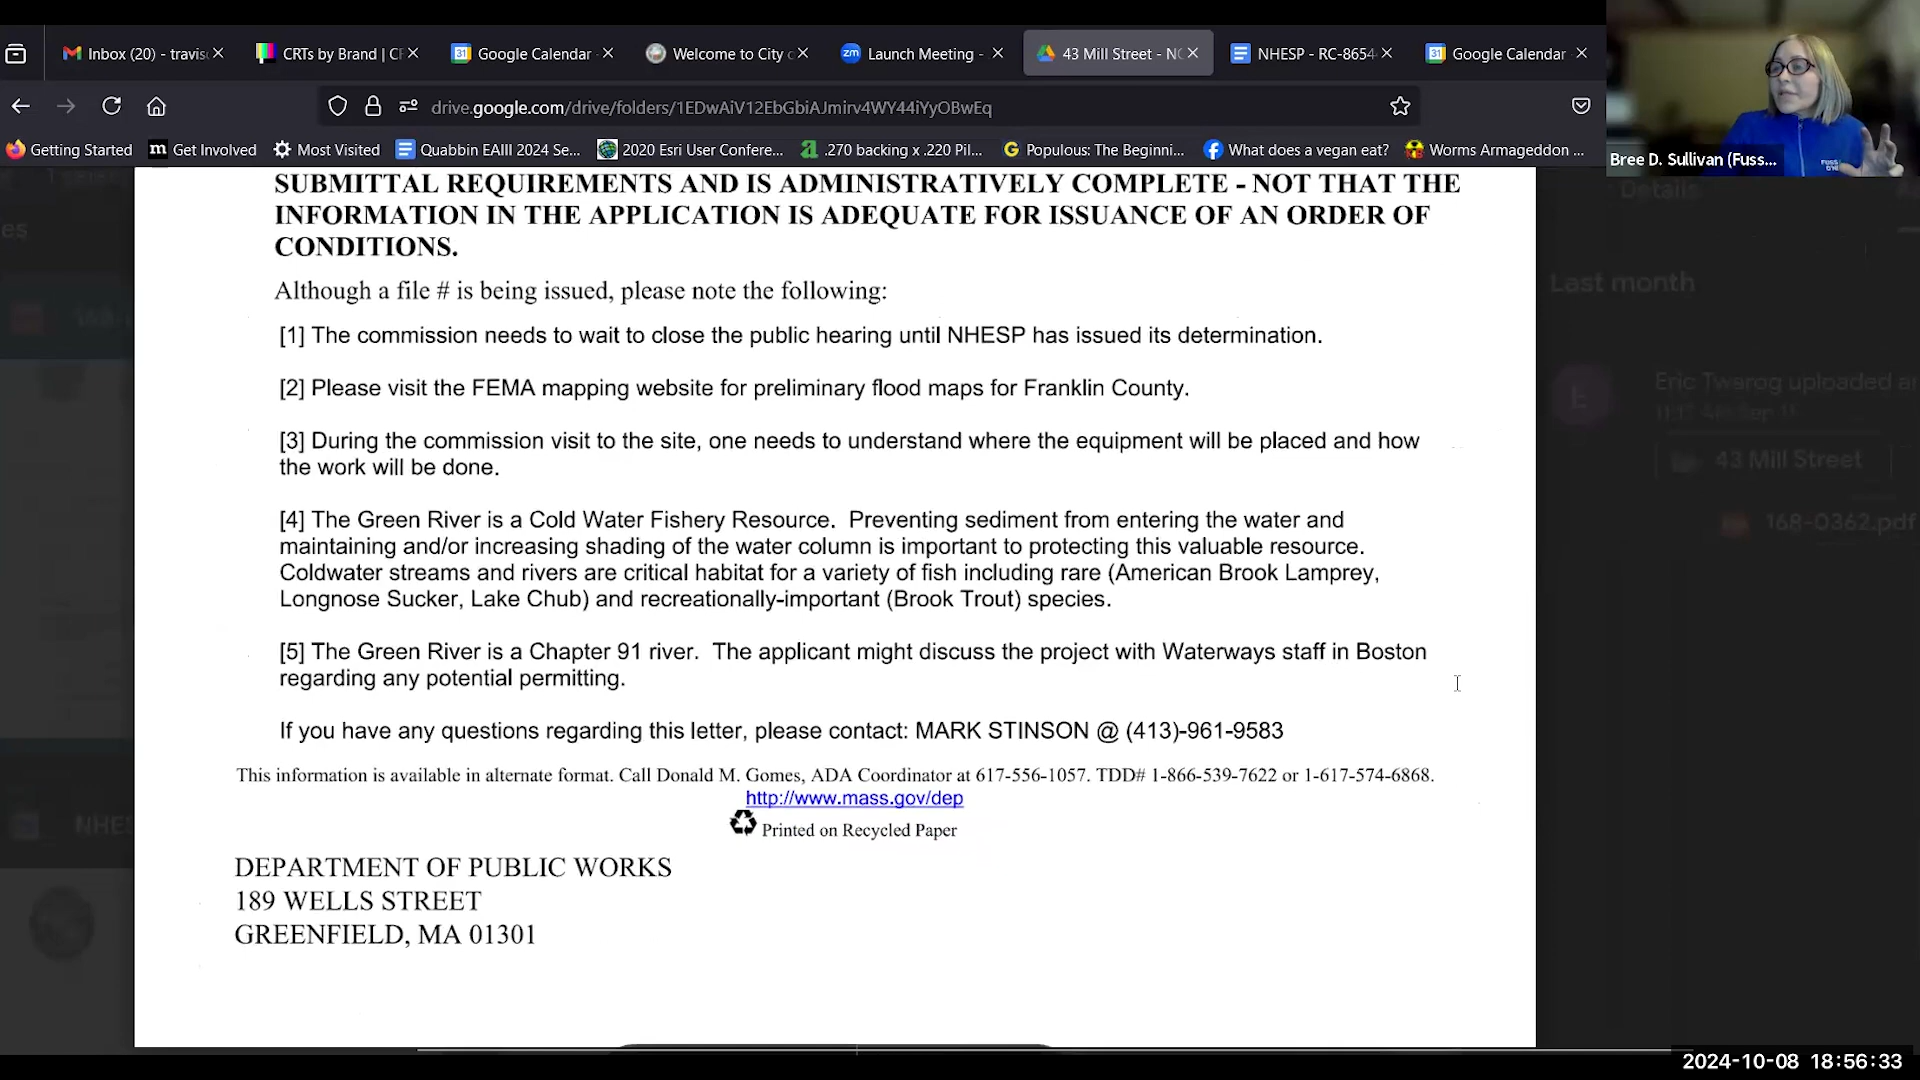 Inbox (20) - travis
CRTs by Brand | CF
Google Calendar
Welcome to City
Launch Meeting -
43 Mill Street - NC
NHESP - RC-8654
Google Calendar
drive.google.com/drive/folders/1EDwAiV12EbGbiAJmirv4WY44iYyOBwEq
Getting Started
Get Involved
Most Visited
Quabbin EAIII 2024 Se...
2020 Esri User Confere...
.270 backing x .220 Pil...
Populous: The Beginni...
What does a vegan eat?
Worms Armageddon ...
Bree D. Sullivan (Fuss...
SUBMITTAL REQUIREMENTS AND IS ADMINISTRATIVELY COMPLETE - NOT THAT THE
INFORMATION IN THE APPLICATION IS ADEQUATE FOR ISSUANCE OF AN ORDER OF
CONDITIONS.
Although a file # is being issued, please note the following:
[1] The commission needs to wait to close the public hearing until NHESP has issued its determination.
[2] Please visit the FEMA mapping website for preliminary flood maps for Franklin County.
[3] During the commission visit to the site, one needs to understand where the equipment will be placed and how
the work will be done.
[4] The Green River is a Cold Water Fishery Resource.  Preventing sediment from entering the water and
maintaining and/or increasing shading of the water column is important to protecting this valuable resource.
Coldwater streams and rivers are critical habitat for a variety of fish including rare (American Brook Lamprey,
Longnose Sucker, Lake Chub) and recreationally-important (Brook Trout) species.
[5] The Green River is a Chapter 91 river.  The applicant might discuss the project with Waterways staff in Boston
regarding any potential permitting.
If you have any questions regarding this letter, please contact: MARK STINSON @ (413)-961-9583
This information is available in alternate format. Call Donald M. Gomes, ADA Coordinator at 617-556-1057. TDD# 1-866-539-7622 or 1-617-574-6868.
http://www.mass.gov/dep
Printed on Recycled Paper
DEPARTMENT OF PUBLIC WORKS
189 WELLS STREET
GREENFIELD, MA 01301
Details
Last month
Eric Twarog uploaded
E
43 Mill Street
168-0362.pdf
NHES
2024-10-08 18:56:33